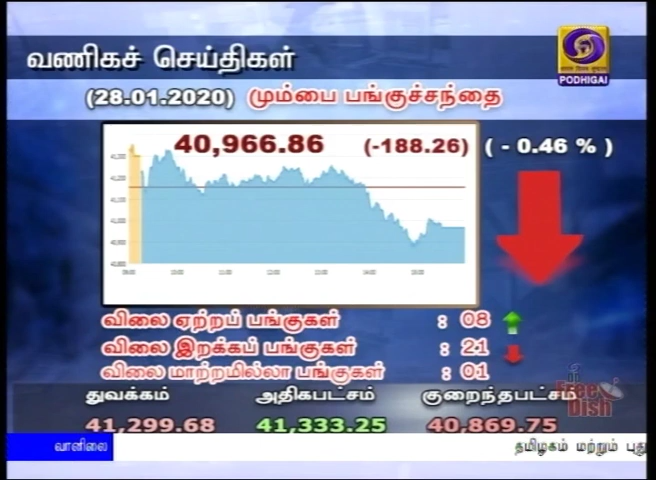 வணிகச் செய்திகள்
PODHIGAI
(28.01.2020) மும்பை பங்குச்சந்தை
40,966.86 (-188.26) ( - 0.46 % )
விலை ஏற்றப் பங்குகள் : 08
விலை இறக்கப் பங்குகள் : 21
விலை மாற்றமில்லா பங்குகள் : 01
Free Dish
துவக்கம் அதிகபட்சம் குறைந்தபட்சம்
41,299.68 41,333.25 40,869.75
வானிலை தமிழகம் மற்றும் புது